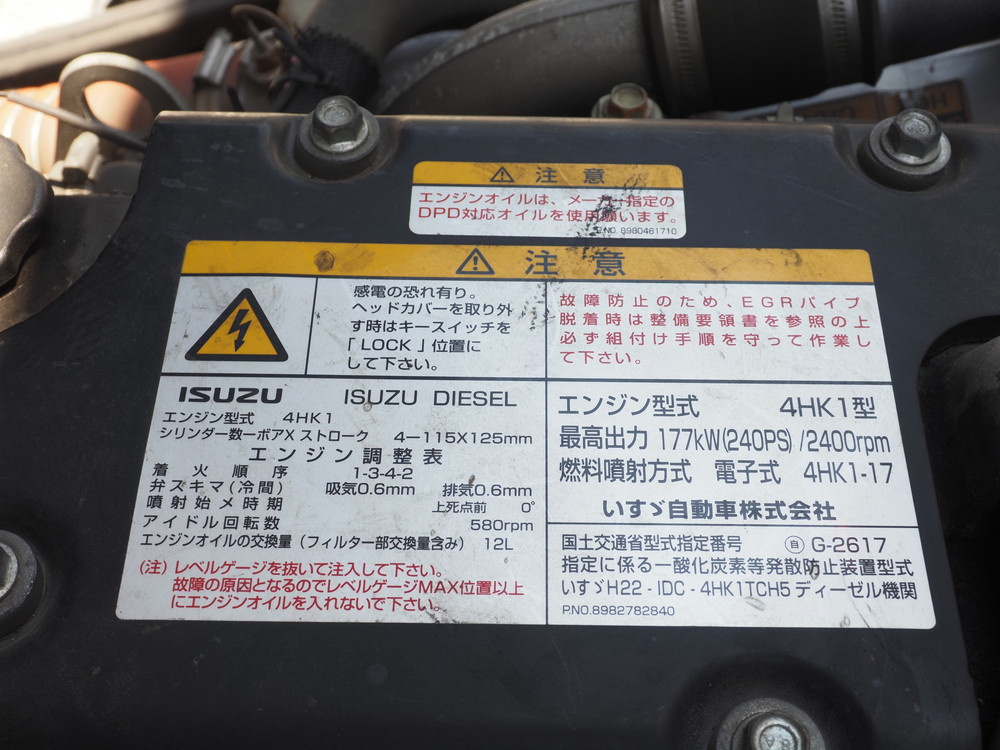 ⚠ 注意
エンジンオイルは、メーカー指定の
DPD対応オイルを使用願います。
P.NO. 8980461710
⚠ 注意
感電の恐れ有り。
ヘッドカバーを取り外
す時はキースイッチを
「LOCK」位置に
して下さい。
故障防止のため、EGRパイプ
脱着時は整備要領書を参照の上
必ず組付け手順を守って作業し
て下さい。
ISUZU ISUZU DIESEL
エンジン型式 4HK1
シリンダー数ーボアX ストローク 4ー115X125mm
エンジン調整表
着火順序 1-3-4-2
弁スキマ(冷間) 吸気0.6mm 排気0.6mm
噴射始メ時期 上死点前 0°
アイドル回転数 580rpm
エンジンオイルの交換量(フィルター部交換量含み) 12L
(注)レベルゲージを抜いて注入して下さい。
故障の原因となるのでレベルゲージMAX位置以上
にエンジンオイルを入れないで下さい。
エンジン型式 4HK1型
最高出力 177kW(240PS)/2400rpm
燃料噴射方式 電子式 4HK1-17
いすゞ自動車株式会社
国土交通省型式指定番号 ㊐ G-2617
指定に係る一酸化炭素等発散防止装置型式
いすゞH22-IDC-4HK1TCH5 ディーゼル機関
P.NO.8982782840